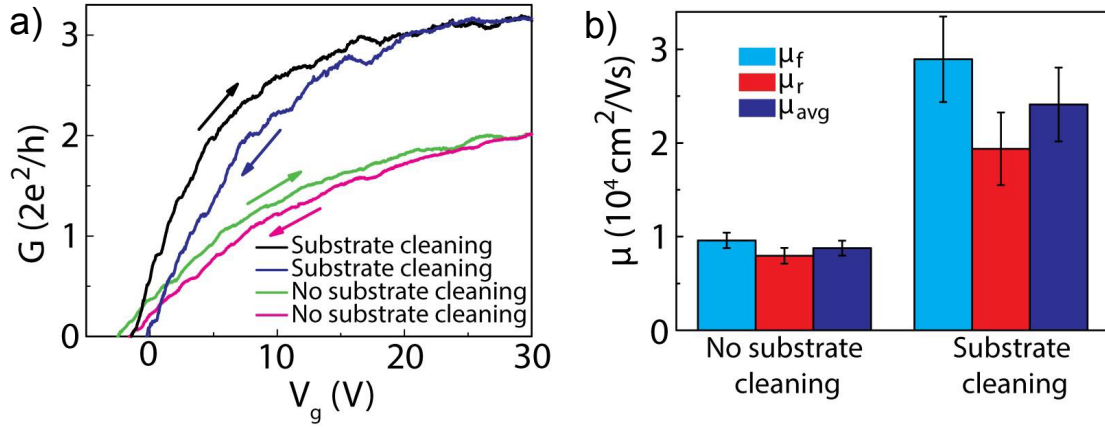 a)
G (2e²/h)
3
2
1
0
Substrate cleaning
Substrate cleaning
No substrate cleaning
No substrate cleaning
0 10 20 30
V_g (V)
b)
μ (10⁴ cm²/Vs)
3
2
1
0
μ_f
μ_r
μ_avg
No substrate
cleaning
Substrate
cleaning